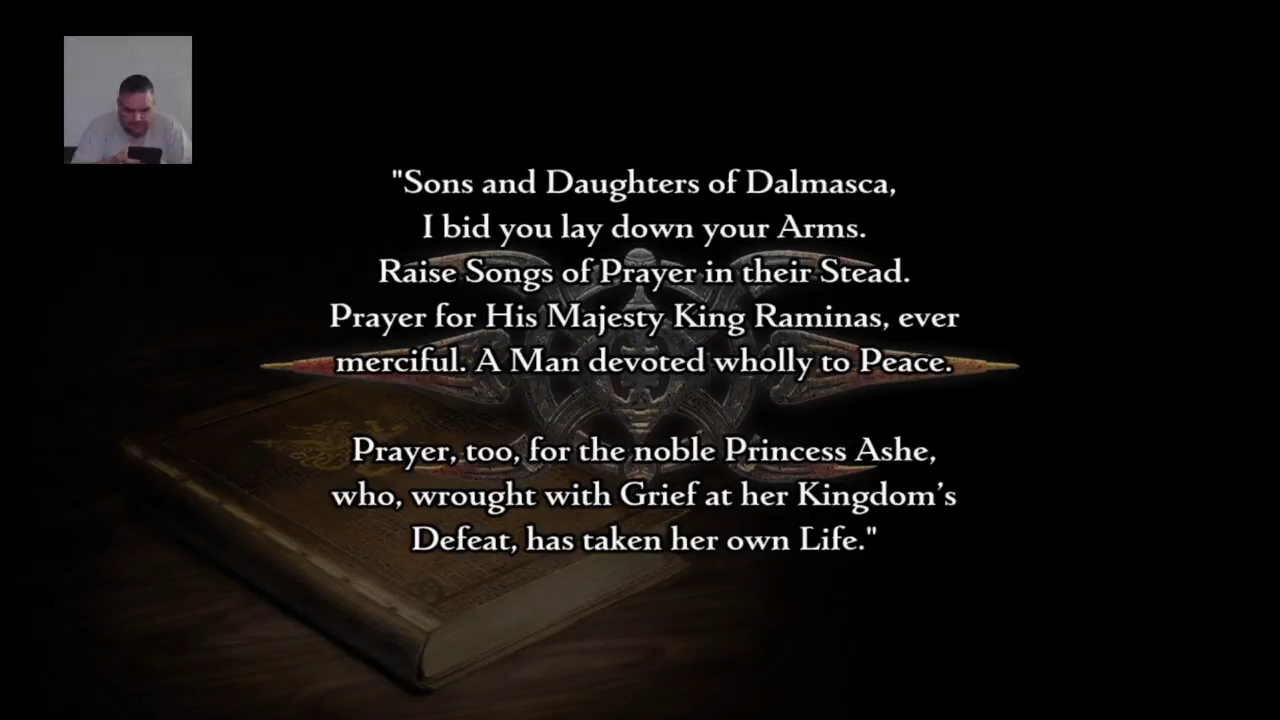 "Sons and Daughters of Dalmasca,
I bid you lay down your Arms.
Raise Songs of Prayer in their Stead.
Prayer for His Majesty King Raminas, ever
merciful. A Man devoted wholly to Peace.
Prayer, too, for the noble Princess Ashe,
who, wrought with Grief at her Kingdom’s
Defeat, has taken her own Life."